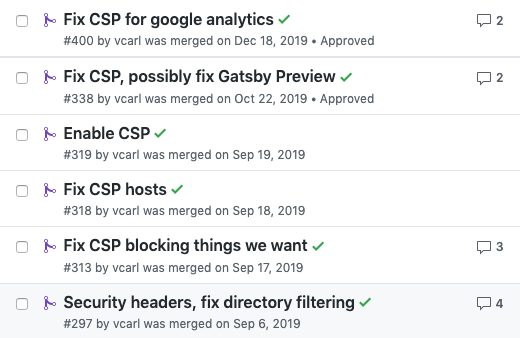 Fix CSP for google analytics
2
#400 by vcarl was merged on Dec 18, 2019 • Approved
Fix CSP, possibly fix Gatsby Preview
2
#338 by vcarl was merged on Oct 22, 2019 • Approved
Enable CSP
#319 by vcarl was merged on Sep 19, 2019
Fix CSP hosts
#318 by vcarl was merged on Sep 18, 2019
Fix CSP blocking things we want
3
#313 by vcarl was merged on Sep 17, 2019
Security headers, fix directory filtering
4
#297 by vcarl was merged on Sep 6, 2019